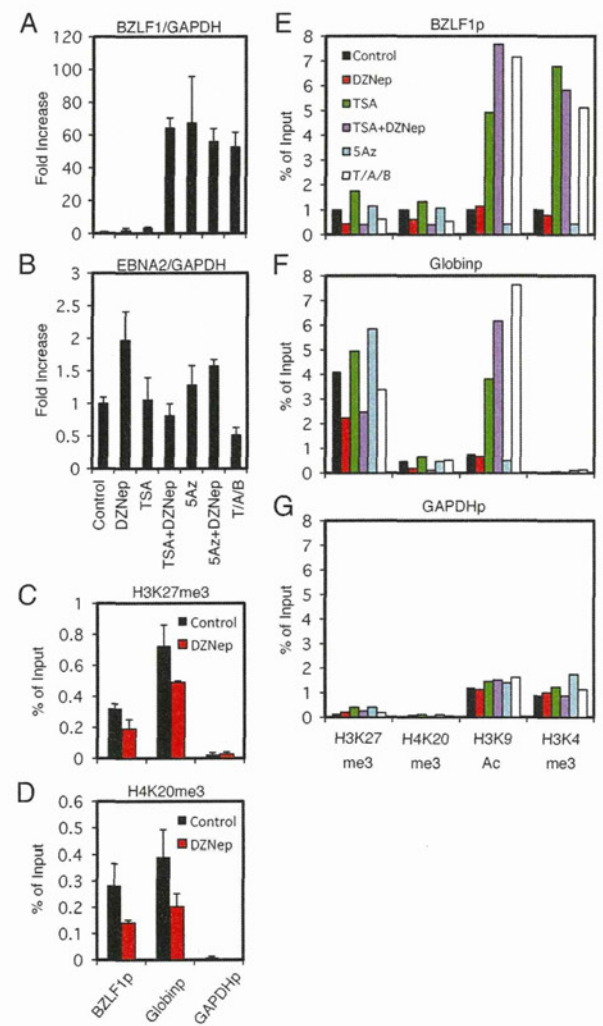 A
BZLF1/GAPDH
120
100
80
60
40
20
0
Fold Increase
B
EBNA2/GAPDH
3
2.5
2
1.5
1
0.5
0
Fold Increase
Control
DZNep
TSA
TSA+DZNep
5Az
5Az+DZNep
T/A/B
C
H3K27me3
1
0.8
0.6
0.4
0.2
0
% of Input
Control
DZNep
D
H4K20me3
0.6
0.5
0.4
0.3
0.2
0.1
0
% of Input
Control
DZNep
BZLF1p
Globinp
GAPDHp
E
BZLF1p
8
7
6
5
4
3
2
1
0
% of Input
Control
DZNep
TSA
TSA+DZNep
5Az
T/A/B
F
Globinp
8
7
6
5
4
3
2
1
0
% of Input
G
GAPDHp
8
7
6
5
4
3
2
1
0
% of Input
H3K27 H4K20 H3K9 H3K4
me3 me3 Ac me3